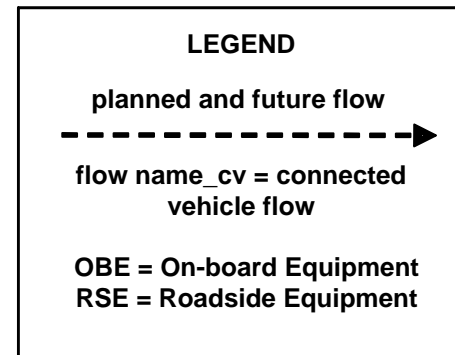 LEGEND
planned and future flow
flow name_cv = connected
vehicle flow
OBE = On-board Equipment
RSE = Roadside Equipment